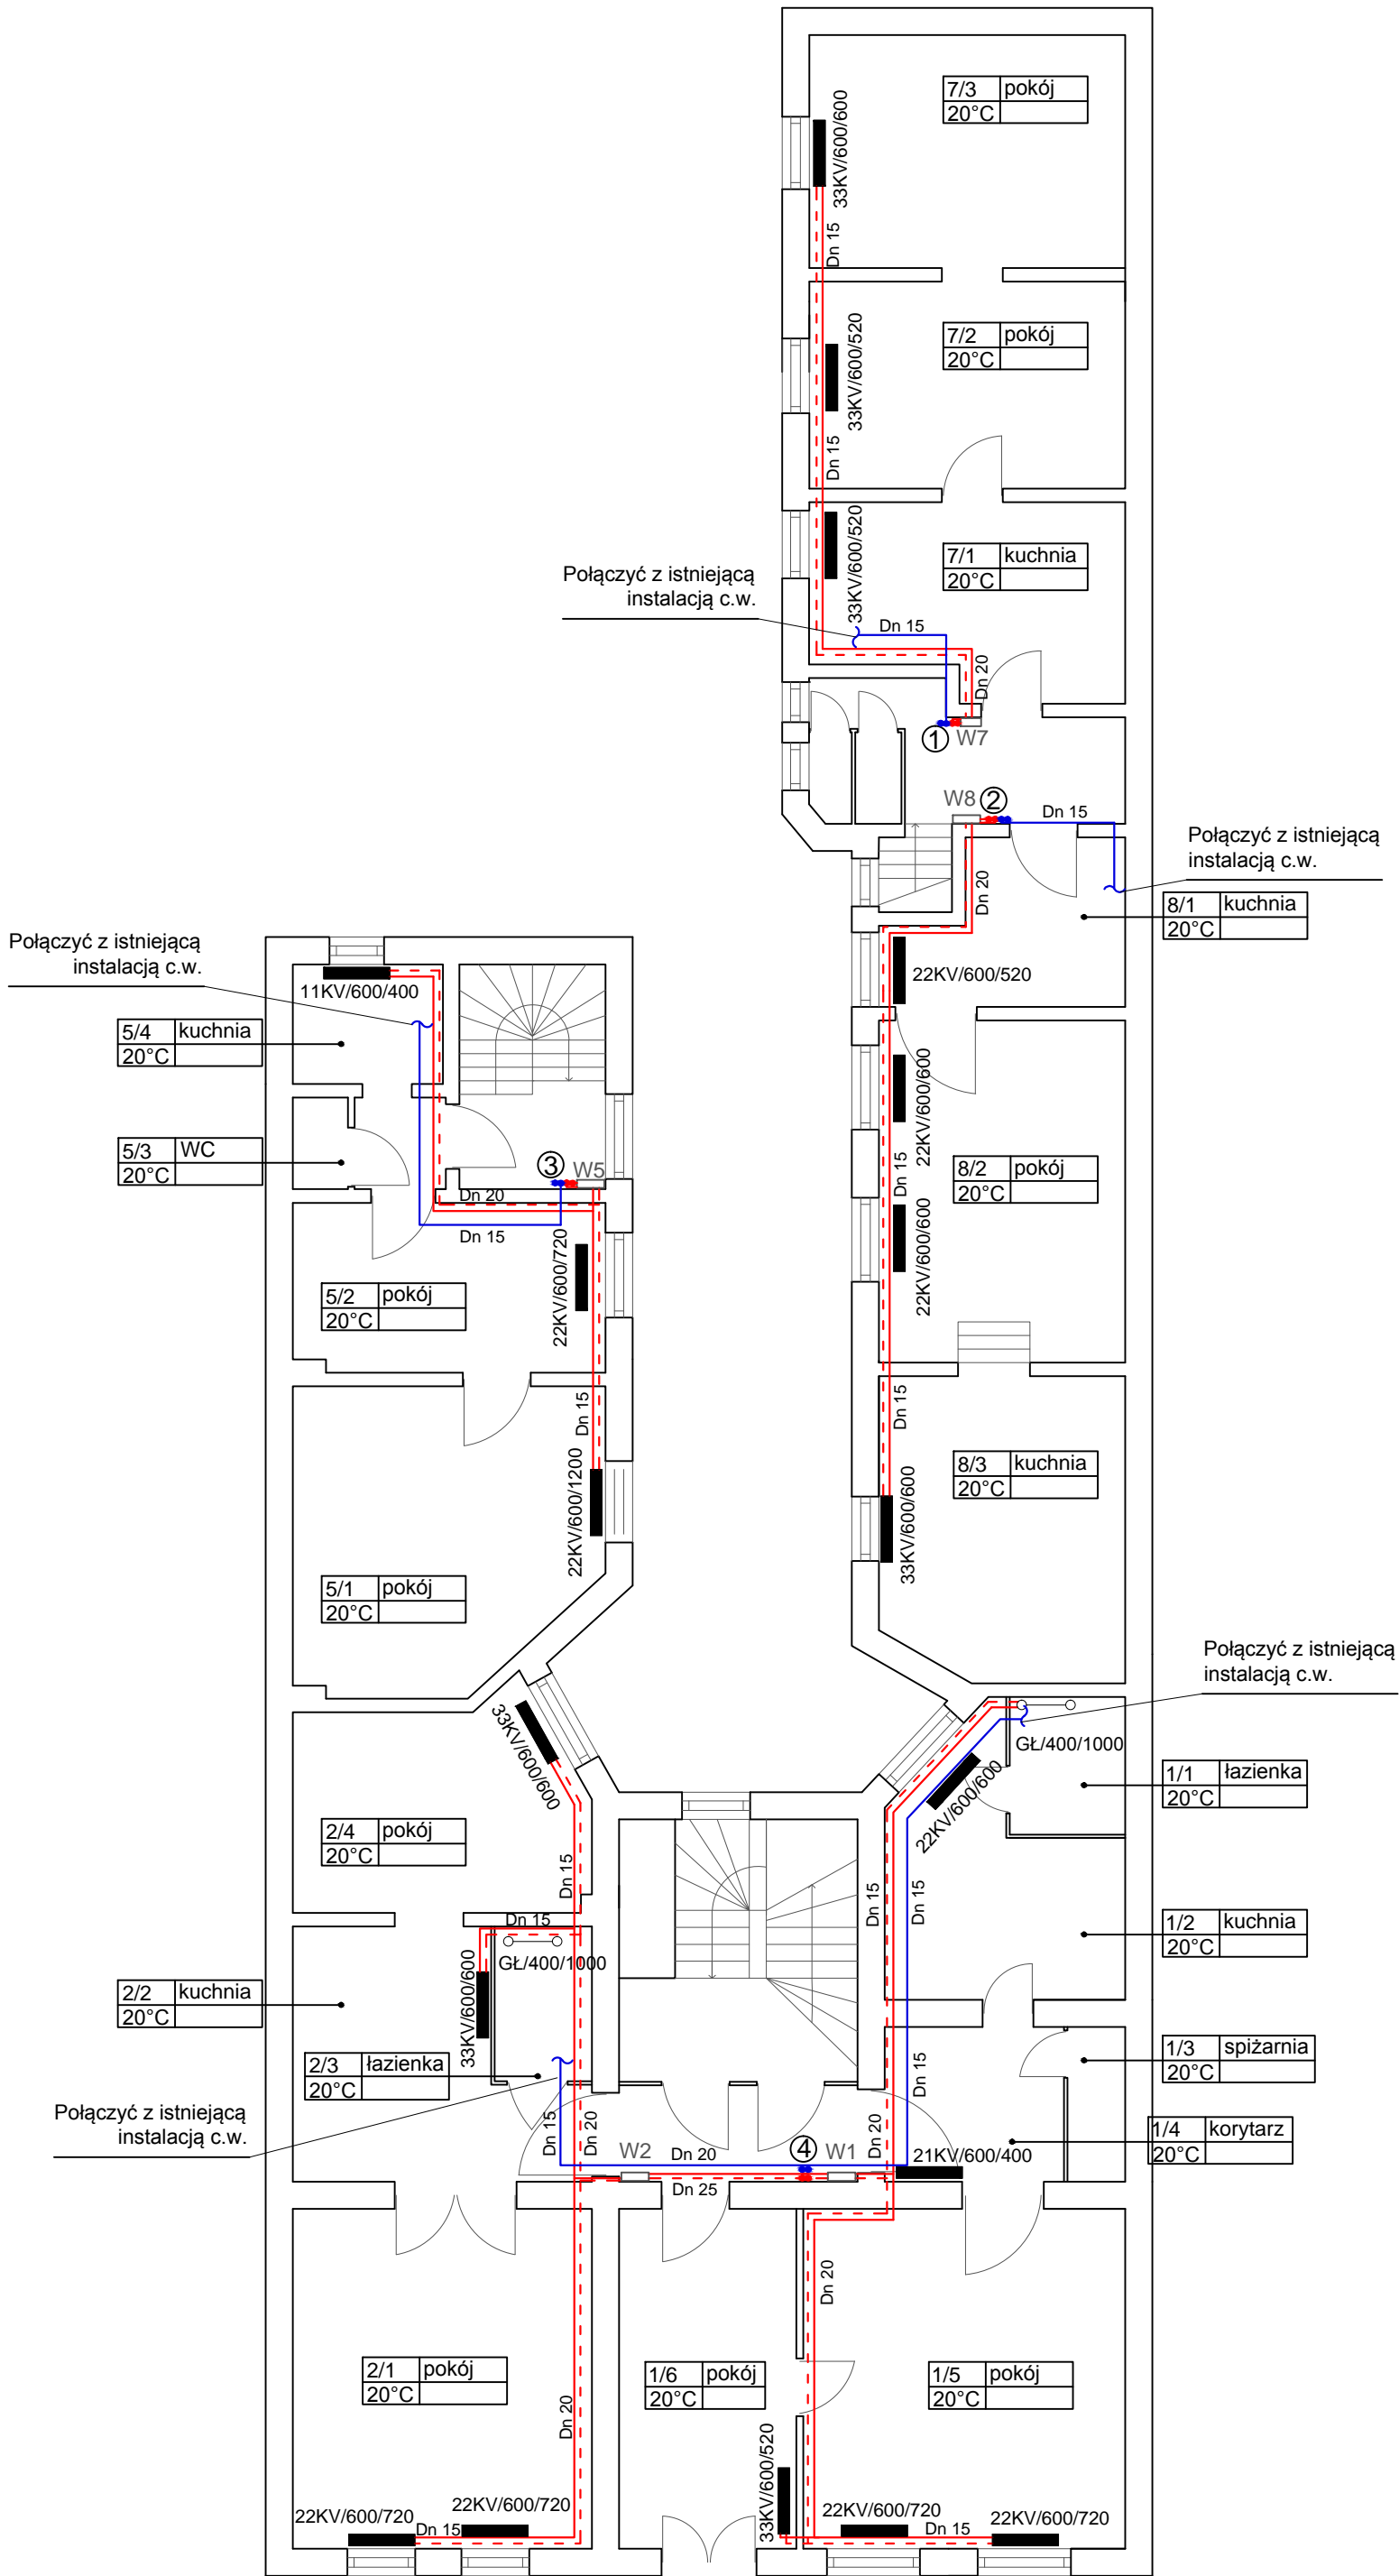 7/3 pokój
20°C
33KV/600/600
Dn 15
7/2 pokój
20°C
33KV/600/520
Dn 15
7/1 kuchnia
20°C
33KV/600/520
Połączyć z istniejącą
instalacją c.w.
Dn 15
Dn 20
1 W7
W8 2
Dn 15
Połączyć z istniejącą
instalacją c.w.
Dn 20
8/1 kuchnia
20°C
22KV/600/520
Połączyć z istniejącą
instalacją c.w.
11KV/600/400
5/4 kuchnia
20°C
22KV/600/600
5/3 WC
20°C
3 W5
Dn 20
Dn 15
Dn 15
8/2 pokój
20°C
22KV/600/600
22KV/600/720
5/2 pokój
20°C
Dn 15
Dn 15
22KV/600/1200
8/3 kuchnia
20°C
33KV/600/600
5/1 pokój
20°C
Połączyć z istniejącą
instalacją c.w.
33KV/600/600
GŁ/400/1000
22KV/600/600
1/1 łazienka
20°C
2/4 pokój
20°C
Dn 15
Dn 15
Dn 15
Dn 15
1/2 kuchnia
20°C
GŁ/400/1000
33KV/600/600
2/2 kuchnia
20°C
2/3 łazienka
20°C
Dn 15
1/3 spiżarnia
20°C
Połączyć z istniejącą
instalacją c.w.
Dn 15
Dn 20
W2
Dn 20
4 W1
Dn 20
21KV/600/400
1/4 korytarz
20°C
Dn 25
Dn 20
2/1 pokój
20°C
1/6 pokój
20°C
1/5 pokój
20°C
Dn 20
33KV/600/520
22KV/600/720
22KV/600/720
Dn 15
22KV/600/720
Dn 15
22KV/600/720